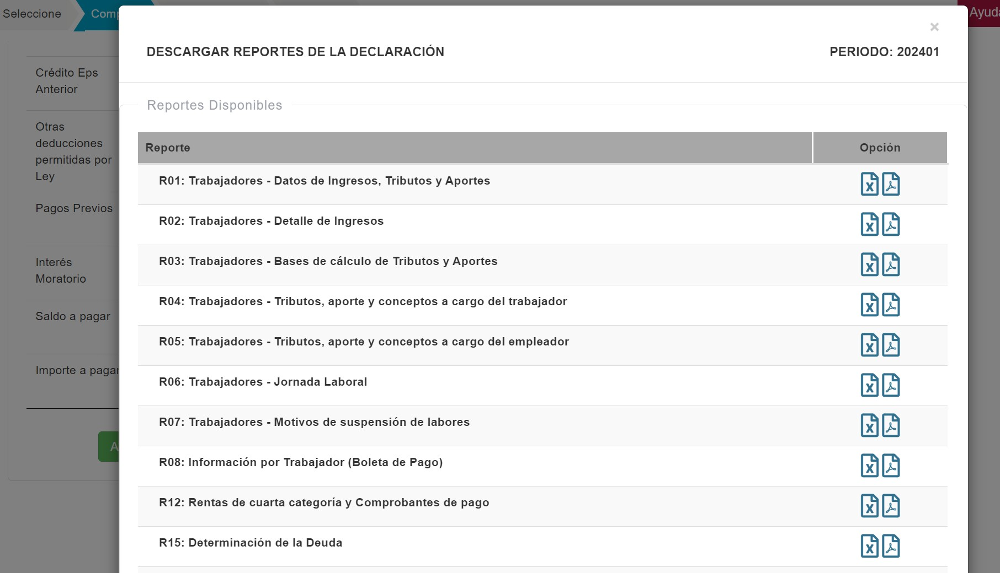 Seleccione
Comp
Ayuda
×
DESCARGAR REPORTES DE LA DECLARACIÓN
PERIODO: 202401
Crédito Eps
Anterior
Otras
deducciones
permitidas por
Ley
Pagos Previos
Interés
Moratorio
Saldo a pagar
Importe a pagar
A
Reportes Disponibles
Reporte
Opción
R01: Trabajadores - Datos de Ingresos, Tributos y Aportes
R02: Trabajadores - Detalle de Ingresos
R03: Trabajadores - Bases de cálculo de Tributos y Aportes
R04: Trabajadores - Tributos, aporte y conceptos a cargo del trabajador
R05: Trabajadores - Tributos, aporte y conceptos a cargo del empleador
R06: Trabajadores - Jornada Laboral
R07: Trabajadores - Motivos de suspensión de labores
R08: Información por Trabajador (Boleta de Pago)
R12: Rentas de cuarta categoría y Comprobantes de pago
R15: Determinación de la Deuda